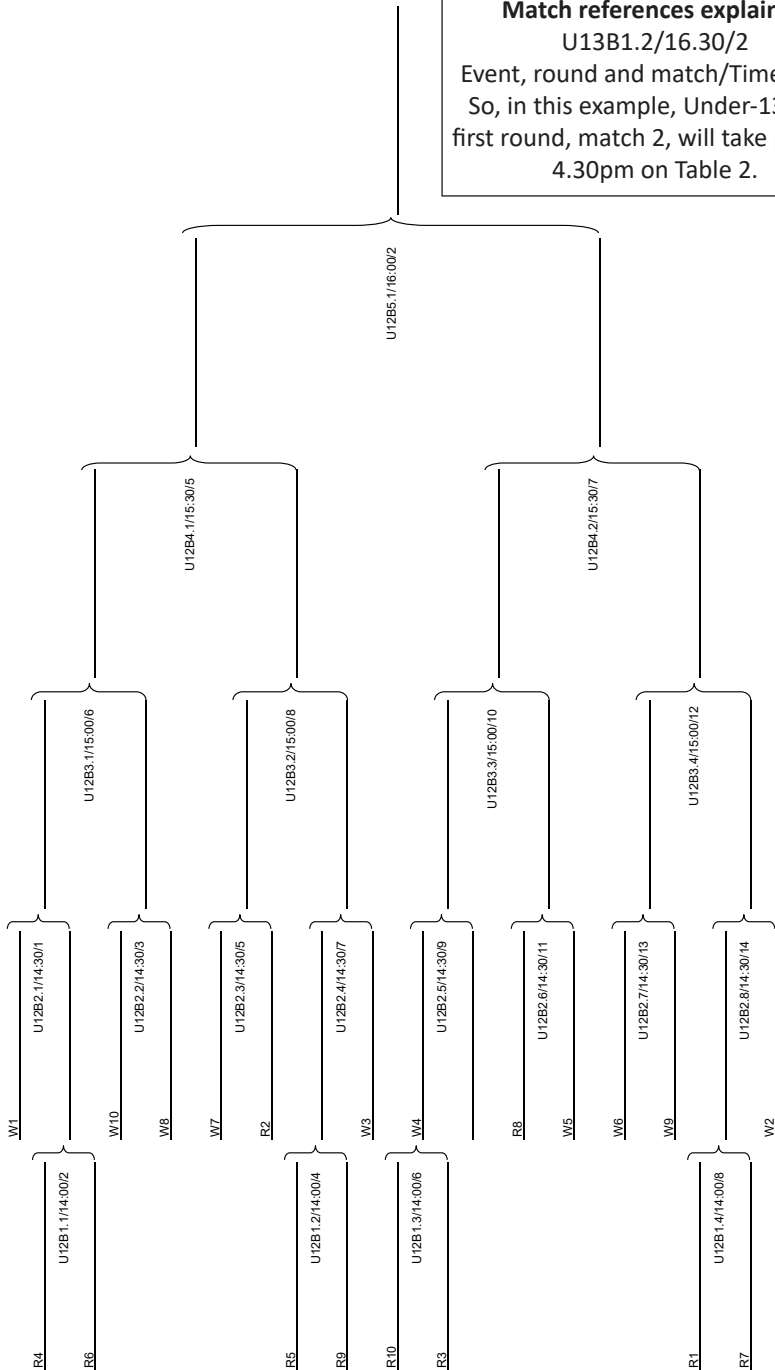 Match references explain
U13B1.2/16.30/2
Event, round and match/Time
So, in this example, Under-13
first round, match 2, will take
4.30pm on Table 2.
U12B5.1/16:00/2
U12B4.1/15:30/5
U12B4.2/15:30/7
U12B3.1/15:00/6
U12B3.2/15:00/8
U12B3.3/15:00/10
U12B3.4/15:00/12
W1
U12B2.1/14:30/1
W10
U12B2.2/14:30/3
W8
W7
U12B2.3/14:30/5
R2
U12B2.4/14:30/7
W3
W4
U12B2.5/14:30/9
R8
U12B2.6/14:30/11
W5
W6
U12B2.7/14:30/13
W9
U12B2.8/14:30/14
W2
R4
U12B1.1/14:00/2
R6
R5
U12B1.2/14:00/4
R9
R10
U12B1.3/14:00/6
R3
R1
U12B1.4/14:00/8
R7